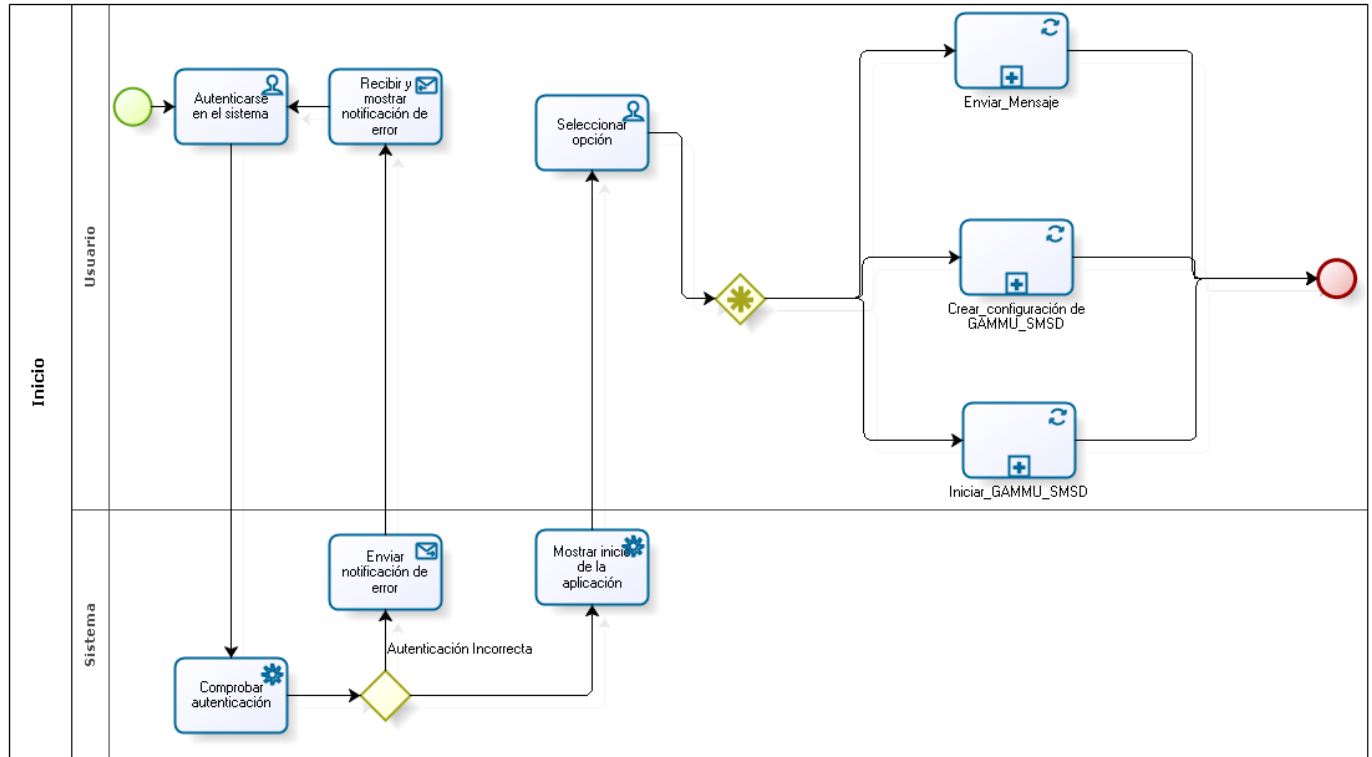 Inicio
Usuario
Autenticarse
en el sistema
Recibir y
mostrar
notificación de
error
Seleccionar
opción
Enviar_Mensaje
Crear_configuración de
GAMMU_SMSD
Iniciar_GAMMU_SMSD
Sistema
Comprobar
autenticación
Enviar
notificación de
error
Autenticación Incorrecta
Mostrar inicio
de la
aplicación